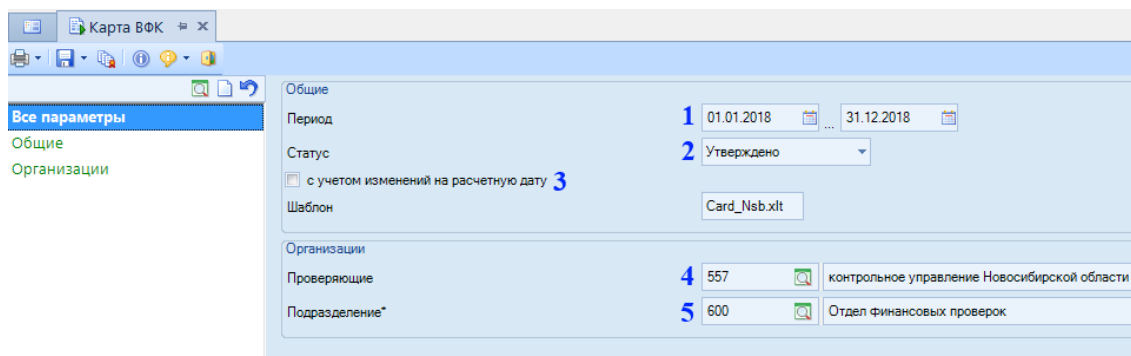 Карта ВФК
Все параметры
Общие
Организации
Общие
Период 1 01.01.2018 ... 31.12.2018
Статус 2 Утверждено
с учетом изменений на расчетную дату 3
Шаблон Card_Nsb.xlt
Организации
Проверяющие 4 557 контрольное управление Новосибирской области
Подразделение* 5 600 Отдел финансовых проверок